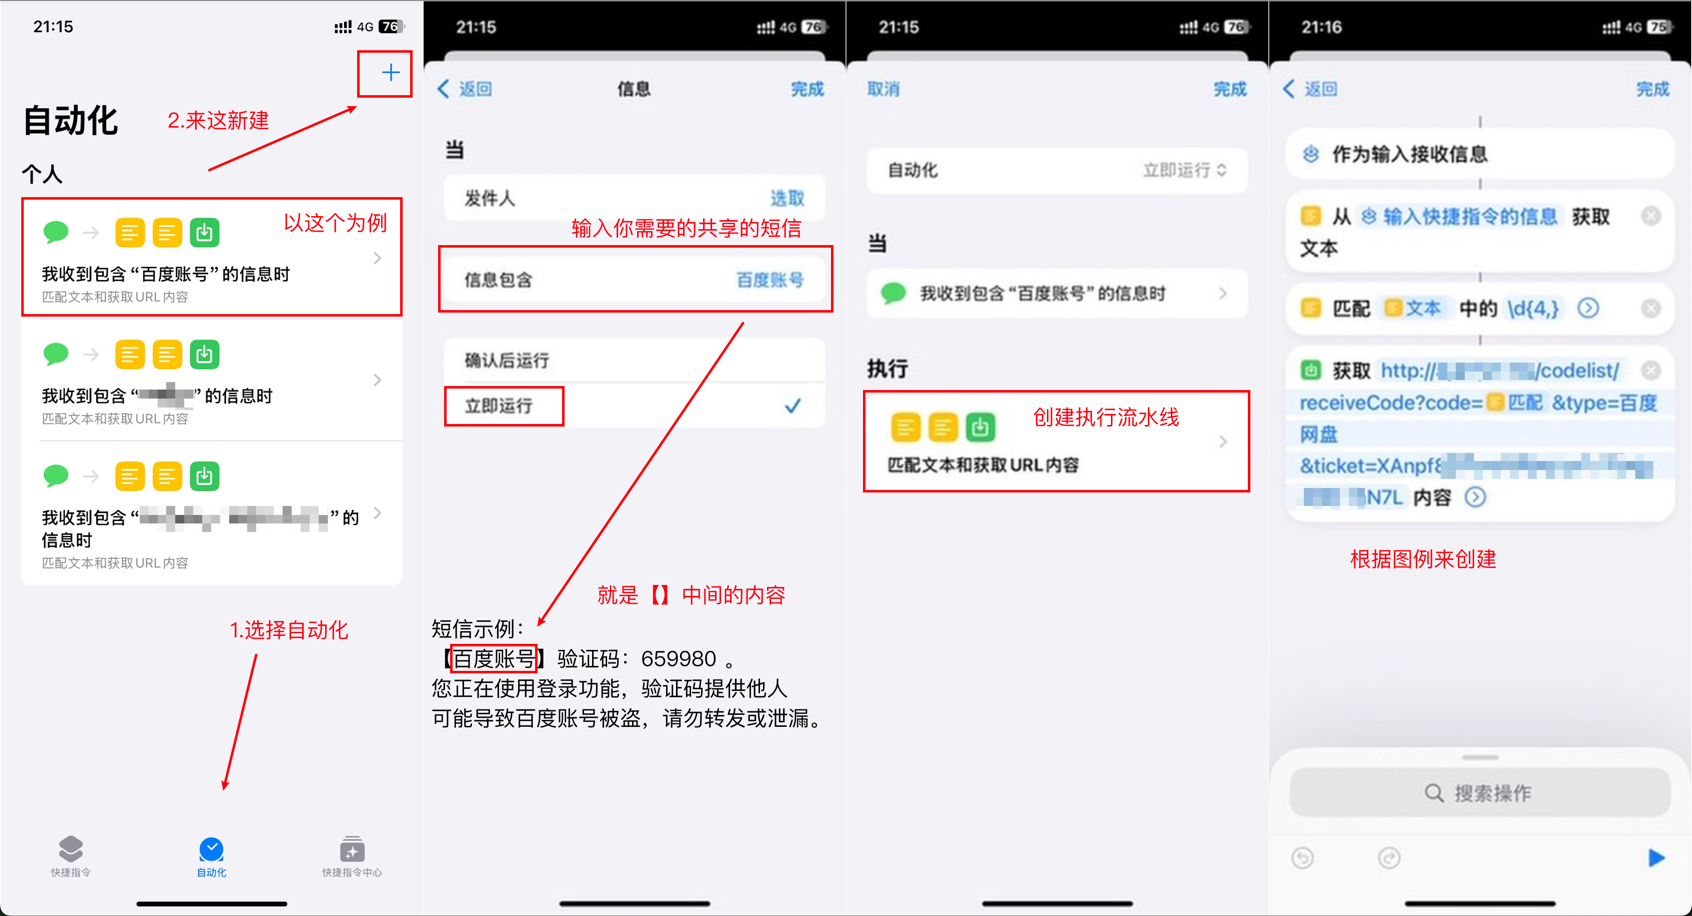 21:15
4G 76
2.来这新建
自动化
个人
以这个为例
我收到包含“百度账号”的信息时
匹配文本和获取URL内容
我收到包含“
”的信息时
匹配文本和获取URL内容
我收到包含“
”的
信息时
匹配文本和获取URL内容
1.选择自动化
快捷指令
自动化
快捷指令中心
21:15
4G 76
返回
信息
完成
当
发件人
选取
输入你需要的共享的短信
信息包含
百度账号
确认后运行
立即运行
就是【】中间的内容
短信示例：
【百度账号】验证码：659980 。
您正在使用登录功能，验证码提供他人
可能导致百度账号被盗，请勿转发或泄漏。
21:15
4G 76
取消
完成
自动化
立即运行
当
我收到包含“百度账号”的信息时
执行
创建执行流水线
匹配文本和获取URL内容
21:16
4G 75
返回
完成
作为输入接收信息
从 输入快捷指令的信息 获取
文本
匹配 文本 中的 \d{4,}
获取 http:// /codelist/
receiveCode?code= 匹配 &type=百度
网盘
&ticket=XAnpf
N7L 内容
根据图例来创建
搜索操作